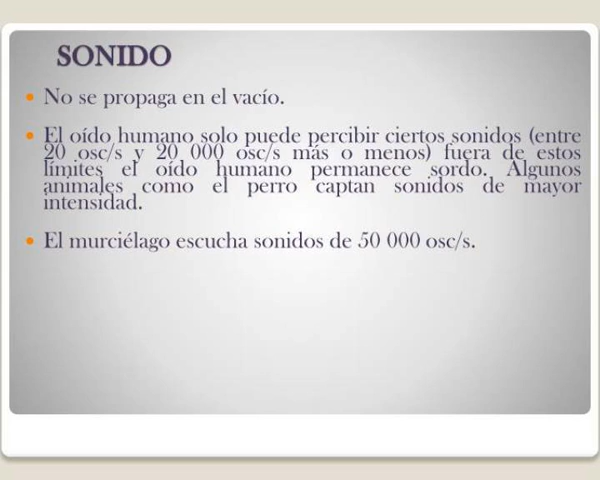 SONIDO
No se propaga en el vacío.
El oído humano solo puede percibir ciertos sonidos (entre
20 osc/s y 20 000 osc/s más o menos) fuera de estos
límites el oído humano permanece sordo. Algunos
animales como el perro captan sonidos de mayor
intensidad.
El murciélago escucha sonidos de 50 000 osc/s.